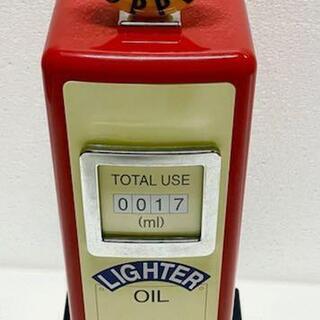 TOTAL USE
0017
(ml)
LIGHTER
OIL